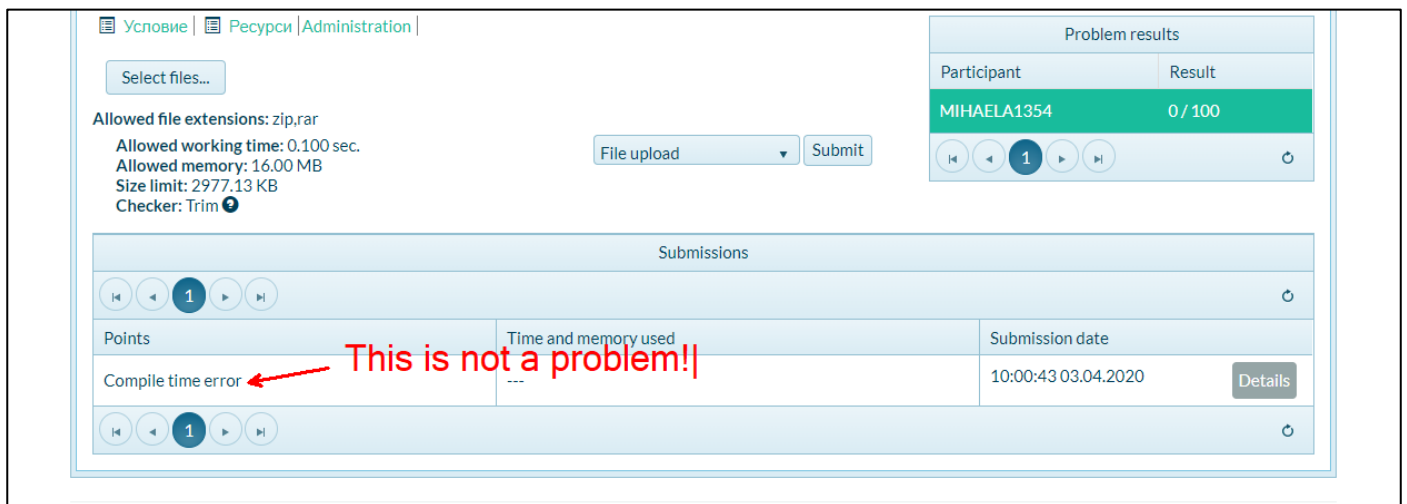 Условие | Ресурси |Administration |
Select files...
Allowed file extensions: zip,rar
Allowed working time: 0.100 sec.
Allowed memory: 16.00 MB
Size limit: 2977.13 KB
Checker: Trim ?
File upload Submit
Problem results
Participant Result
MIHAELA1354 0 / 100
1
Submissions
1
Points Time and memory used Submission date
This is not a problem!|
Compile time error --- 10:00:43 03.04.2020 Details
1